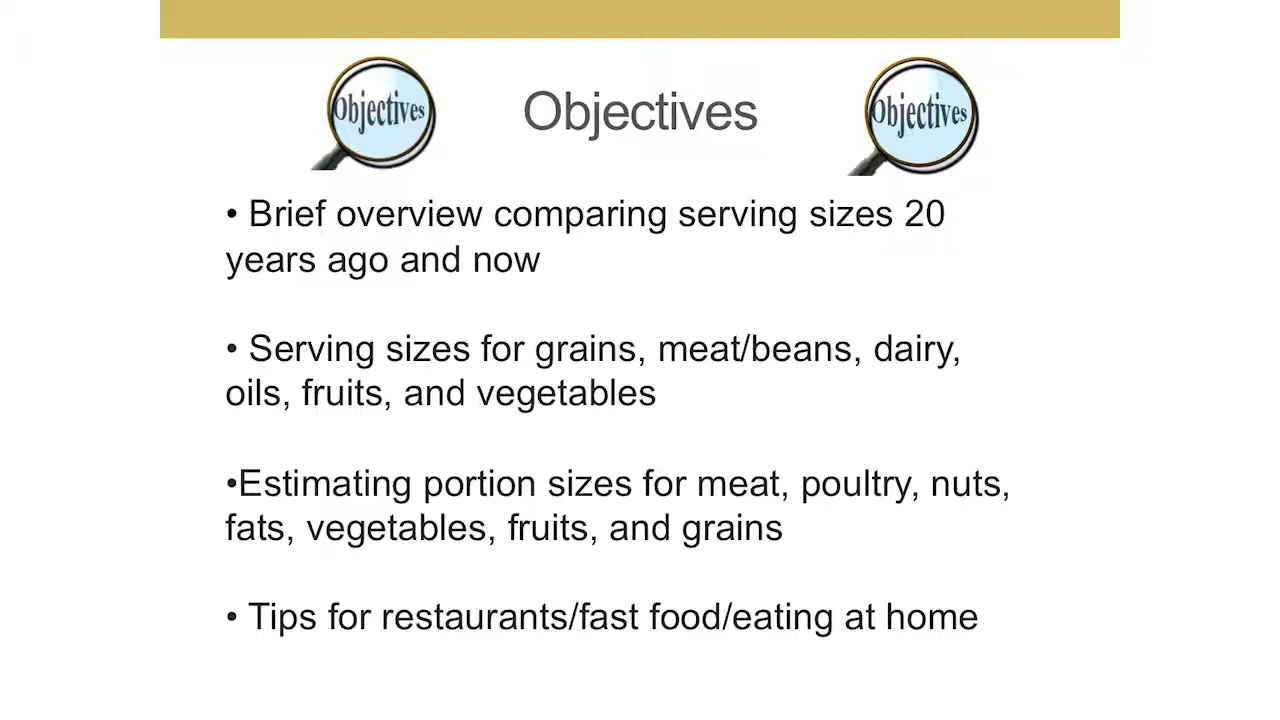 Objectives
Objectives
Objectives
• Brief overview comparing serving sizes 20
years ago and now
• Serving sizes for grains, meat/beans, dairy,
oils, fruits, and vegetables
•Estimating portion sizes for meat, poultry, nuts,
fats, vegetables, fruits, and grains
• Tips for restaurants/fast food/eating at home